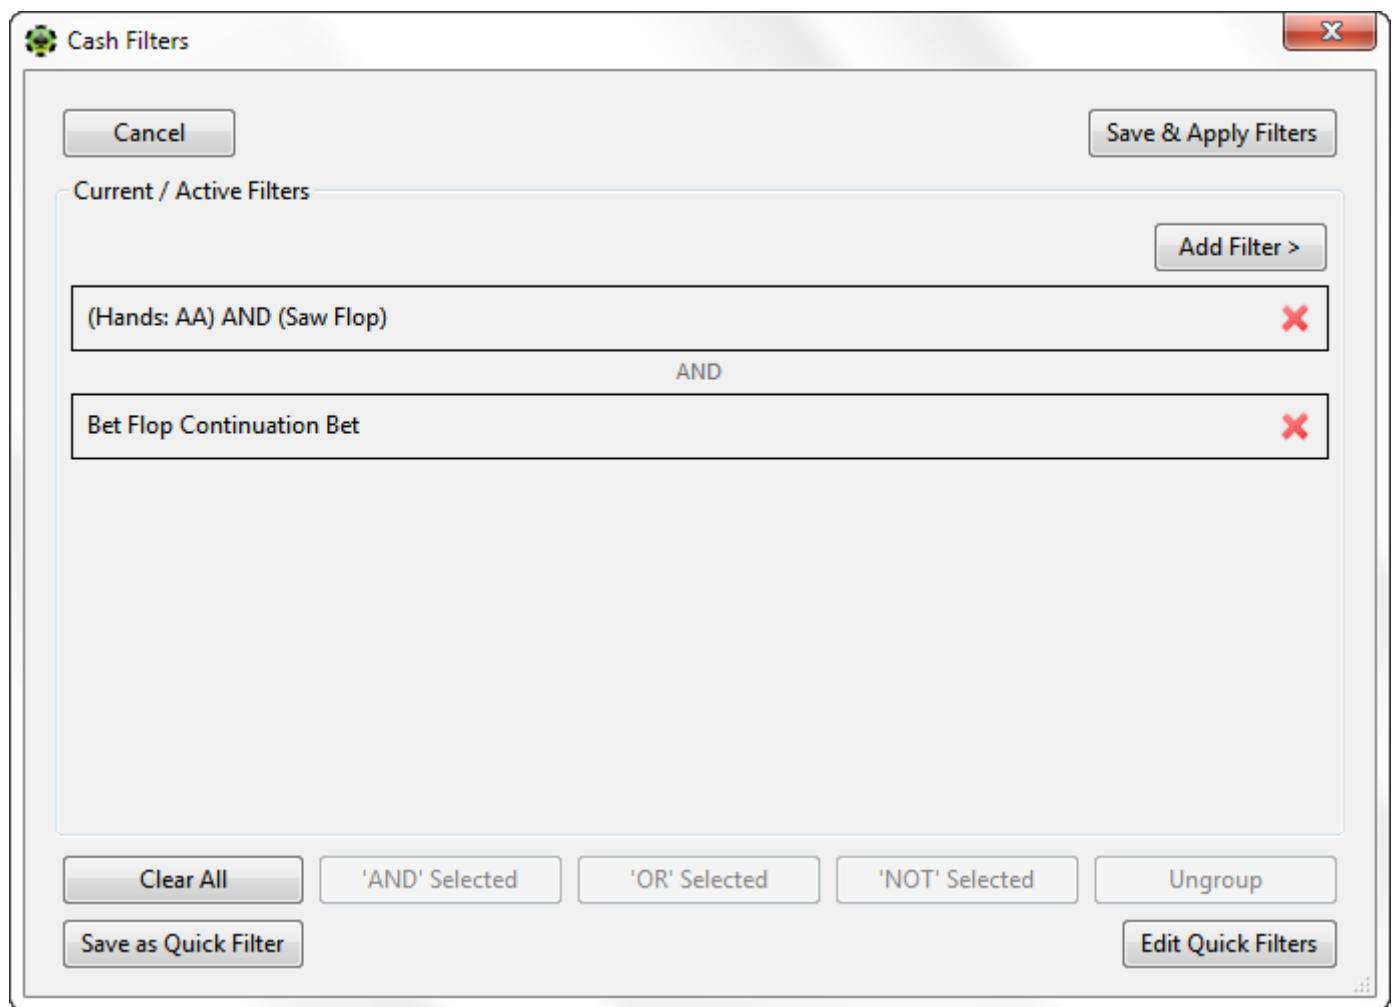 Cash Filters
Cancel
Save & Apply Filters
Current / Active Filters
Add Filter >
(Hands: AA) AND (Saw Flop)
AND
Bet Flop Continuation Bet
Clear All
'AND' Selected
'OR' Selected
'NOT' Selected
Ungroup
Save as Quick Filter
Edit Quick Filters